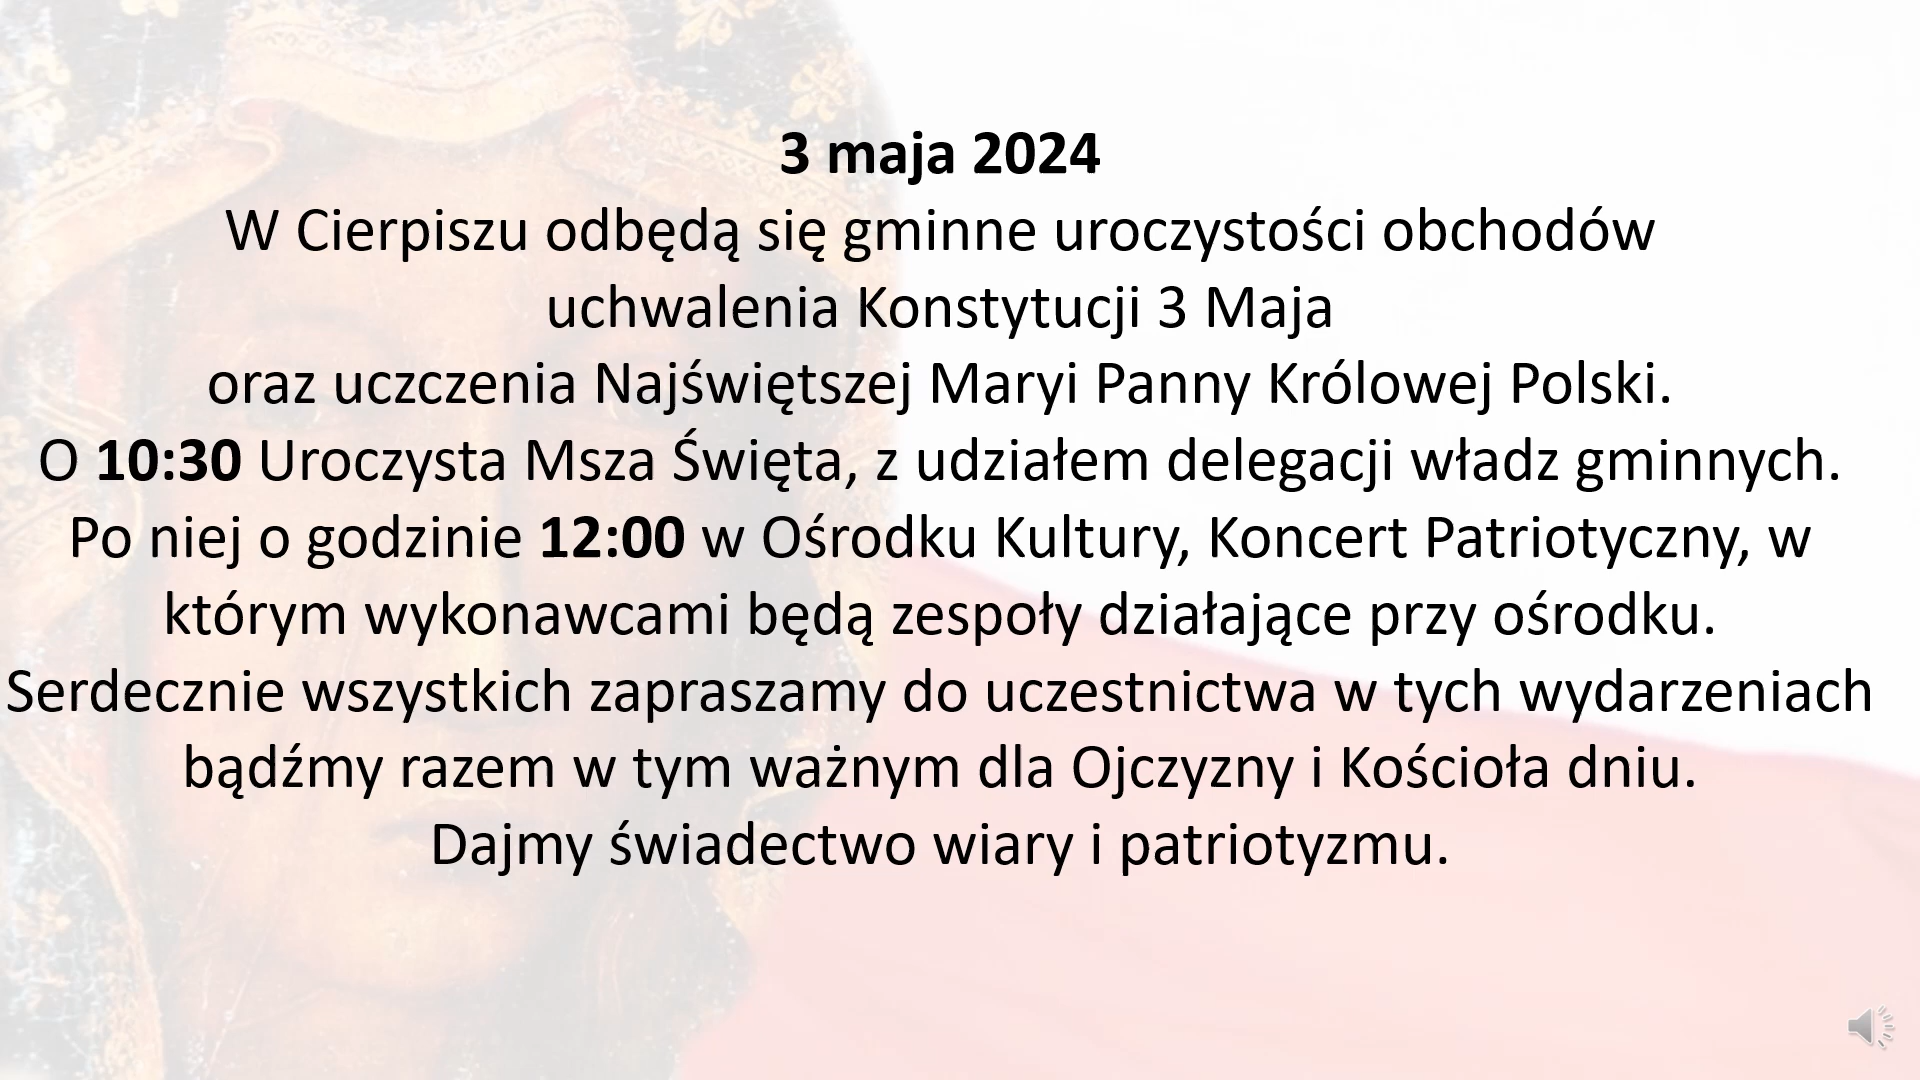 3 maja 2024
W Cierpiszu odbędą się gminne uroczystości obchodów
uchwalenia Konstytucji 3 Maja
oraz uczczenia Najświętszej Maryi Panny Królowej Polski.
O 10:30 Uroczysta Msza Święta, z udziałem delegacji władz gminnych.
Po niej o godzinie 12:00 w Ośrodku Kultury, Koncert Patriotyczny, w
którym wykonawcami będą zespoły działające przy ośrodku.
Serdecznie wszystkich zapraszamy do uczestnictwa w tych wydarzeniach
bądźmy razem w tym ważnym dla Ojczyzny i Kościoła dniu.
Dajmy świadectwo wiary i patriotyzmu.